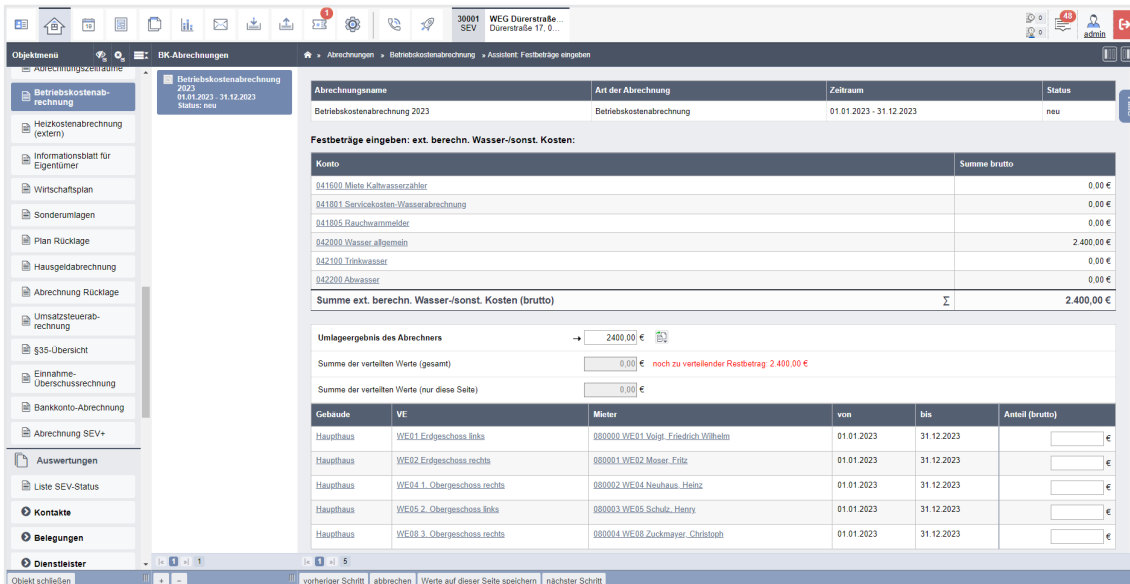 1
30001
SEV
WEG Dürerstraße...
Dürerstraße 17, 0...
0
0
48
admin
Objektmenü
BK-Abrechnungen
» Abrechnungen » Betriebskostenabrechnung » Assistent: Festbeträge eingeben
Abrechnungszeiträume
Betriebskostenab-
rechnung
Heizkostenabrechnung
(extern)
Informationsblatt für
Eigentümer
Wirtschaftsplan
Sonderumlagen
Plan Rücklage
Hausgeldabrechnung
Abrechnung Rücklage
Umsatzsteuerab-
rechnung
§35-Übersicht
Einnahme-
Überschussrechnung
Bankkonto-Abrechnung
Abrechnung SEV+
Auswertungen
Liste SEV-Status
Kontakte
Belegungen
Dienstleister
Objekt schließen
Betriebskostenabrechnung
2023
01.01.2023 - 31.12.2023
Status: neu
1 1
+ -
Abrechnungsname Art der Abrechnung Zeitraum Status
Betriebskostenabrechnung 2023 Betriebskostenabrechnung 01.01.2023 - 31.12.2023 neu
Festbeträge eingeben: ext. berechn. Wasser-/sonst. Kosten:
Konto Summe brutto
041600 Miete Kaltwasserzähler 0,00 €
041801 Servicekosten-Wasserabrechnung 0,00 €
041805 Rauchwarnmelder 0,00 €
042000 Wasser allgemein 2.400,00 €
042100 Trinkwasser 0,00 €
042200 Abwasser 0,00 €
Summe ext. berechn. Wasser-/sonst. Kosten (brutto) Σ 2.400,00 €
Umlageergebnis des Abrechners → 2400,00 €
Summe der verteilten Werte (gesamt) 0,00 € noch zu verteilender Restbetrag: 2.400,00 €
Summe der verteilten Werte (nur diese Seite) 0,00 €
Gebäude VE Mieter von bis Anteil (brutto)
Haupthaus WE01 Erdgeschoss links 080000 WE01 Voigt, Friedrich Wilhelm 01.01.2023 31.12.2023 €
Haupthaus WE02 Erdgeschoss rechts 080001 WE02 Moser, Fritz 01.01.2023 31.12.2023 €
Haupthaus WE04 1. Obergeschoss rechts 080002 WE04 Neuhaus, Heinz 01.01.2023 31.12.2023 €
Haupthaus WE05 2. Obergeschoss links 080003 WE05 Schulz, Henry 01.01.2023 31.12.2023 €
Haupthaus WE08 3. Obergeschoss rechts 080004 WE08 Zuckmayer, Christoph 01.01.2023 31.12.2023 €
1 5
vorheriger Schritt abbrechen Werte auf dieser Seite speichern nächster Schritt